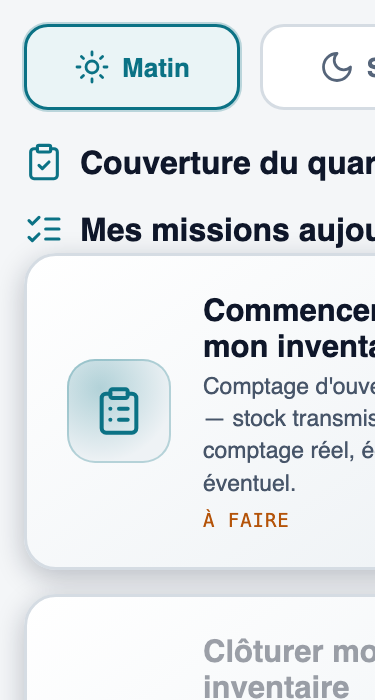 Matin
Couverture du quar
Mes missions aujou
Commencer
mon inventa
Comptage d'ouve
— stock transmis
comptage réel, é
éventuel.
À FAIRE
Clôturer mo
inventaire